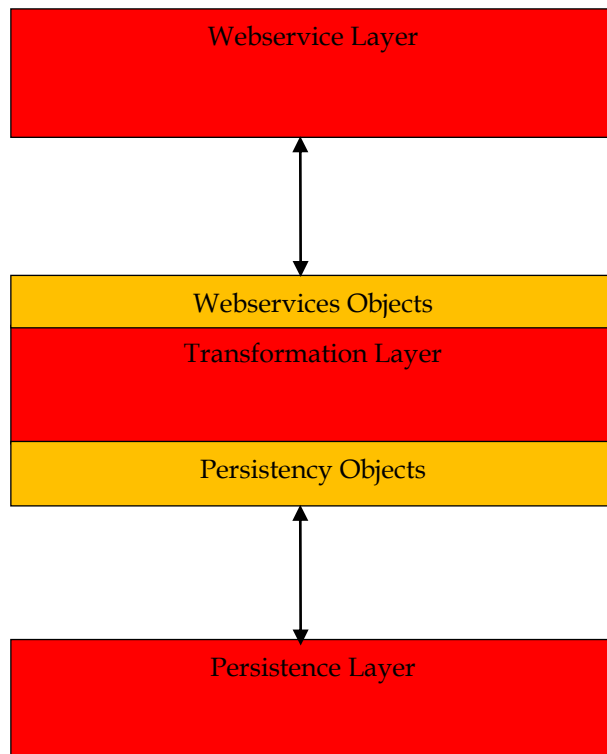 Webservice Layer
Webservices Objects
Transformation Layer
Persistency Objects
Persistence Layer